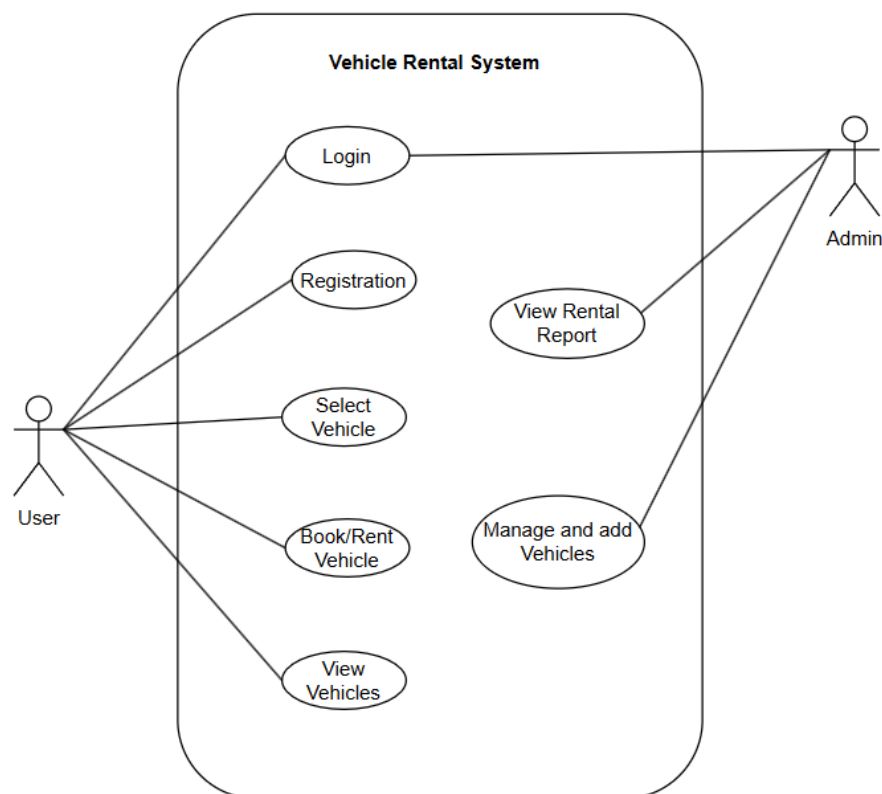 Vehicle Rental System
Login
Admin
Registration
View Rental
Report
Select
Vehicle
User
Book/Rent
Vehicle
Manage and add
Vehicles
View
Vehicles